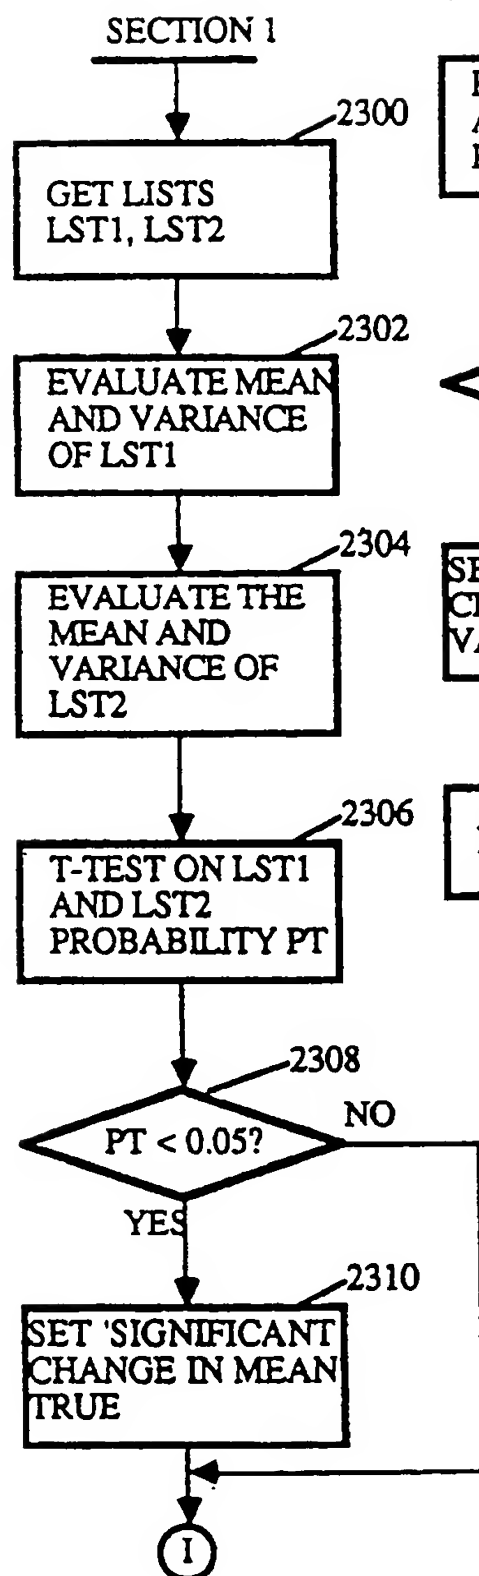 SECTION 1
2300
GET LISTS
LST1, LST2
2302
EVALUATE MEAN
AND VARIANCE
OF LST1
2304
EVALUATE THE
MEAN AND
VARIANCE OF
LST2
2306
T-TEST ON LST1
AND LST2
PROBABILITY PT
2308
PT < 0.05?
NO
YES
2310
SET 'SIGNIFICANT
CHANGE IN MEAN
TRUE
I